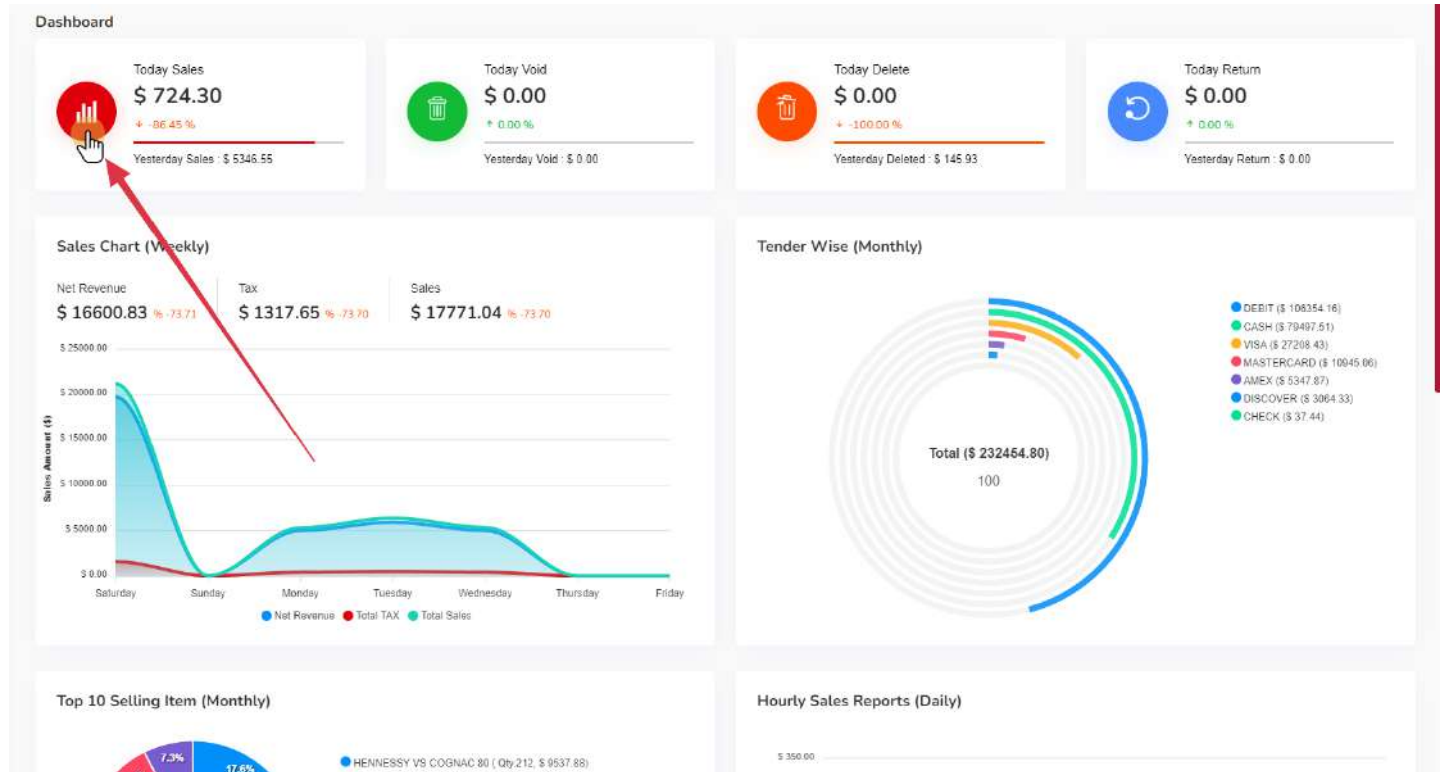 Dashboard
Today Sales
$ 724.30
↓ -86.45 %
Yesterday Sales : $ 5346.55
Today Void
$ 0.00
↑ 0.00 %
Yesterday Void : $ 0.00
Today Delete
$ 0.00
↓ -100.00 %
Yesterday Deleted : $ 145.93
Today Return
$ 0.00
↑ 0.00 %
Yesterday Return : $ 0.00
Sales Chart (Weekly)
Net Revenue
$ 16600.83 % -73.71
Tax
$ 1317.65 % -73.70
Sales
$ 17771.04 % -73.70
$ 25000.00
$ 20000.00
$ 15000.00
$ 10000.00
$ 5000.00
$ 0.00
Sales Amount ($)
Saturday Sunday Monday Tuesday Wednesday Thursday Friday
Net Revenue Total TAX Total Sales
Tender Wise (Monthly)
Total ($ 232454.80)
100
DEBIT ($ 106354.16)
CASH ($ 79497.51)
VISA ($ 27208.43)
MASTERCARD ($ 10945.06)
AMEX ($ 5347.87)
DISCOVER ($ 3064.33)
CHECK ($ 37.44)
Top 10 Selling Item (Monthly)
7.3%
17.6%
HENNESSY VS COGNAC 80 ( Qty.212, $ 9537.88)
Hourly Sales Reports (Daily)
$ 350.00